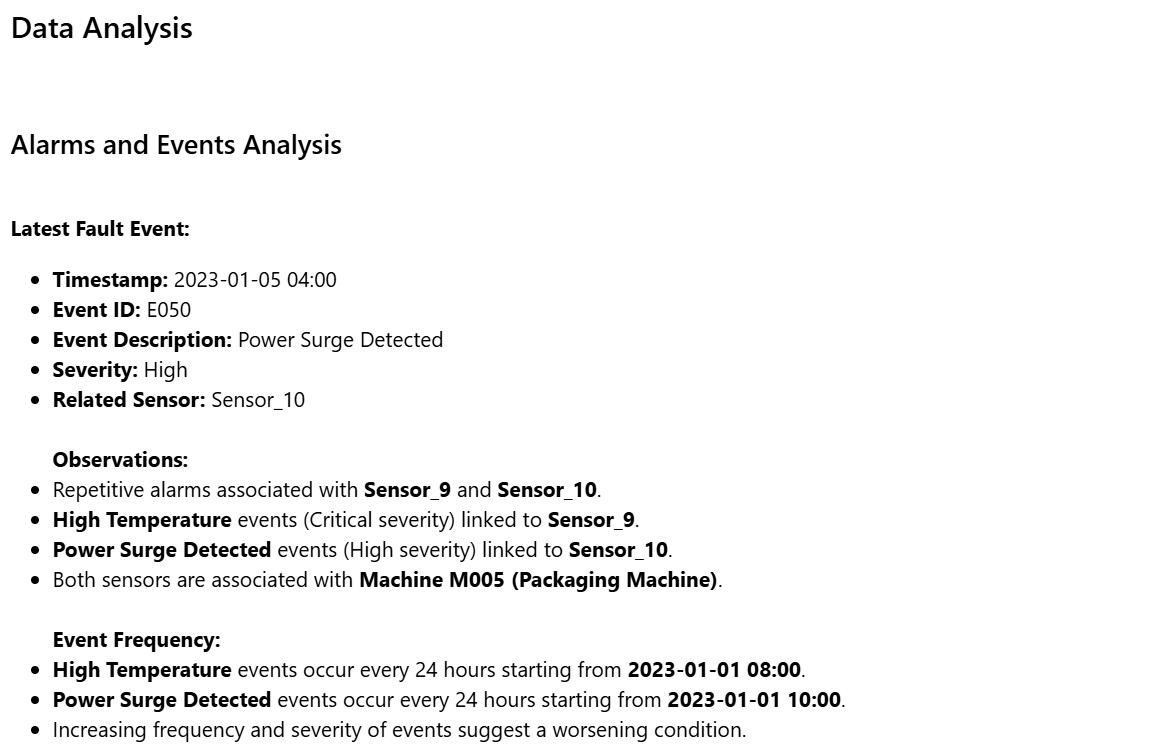 Data Analysis
Alarms and Events Analysis
Latest Fault Event:
Timestamp: 2023-01-05 04:00
Event ID: E050
Event Description: Power Surge Detected
Severity: High
Related Sensor: Sensor_10
Observations:
Repetitive alarms associated with Sensor_9 and Sensor_10.
High Temperature events (Critical severity) linked to Sensor_9.
Power Surge Detected events (High severity) linked to Sensor_10.
Both sensors are associated with Machine M005 (Packaging Machine).
Event Frequency:
High Temperature events occur every 24 hours starting from 2023-01-01 08:00.
Power Surge Detected events occur every 24 hours starting from 2023-01-01 10:00.
Increasing frequency and severity of events suggest a worsening condition.